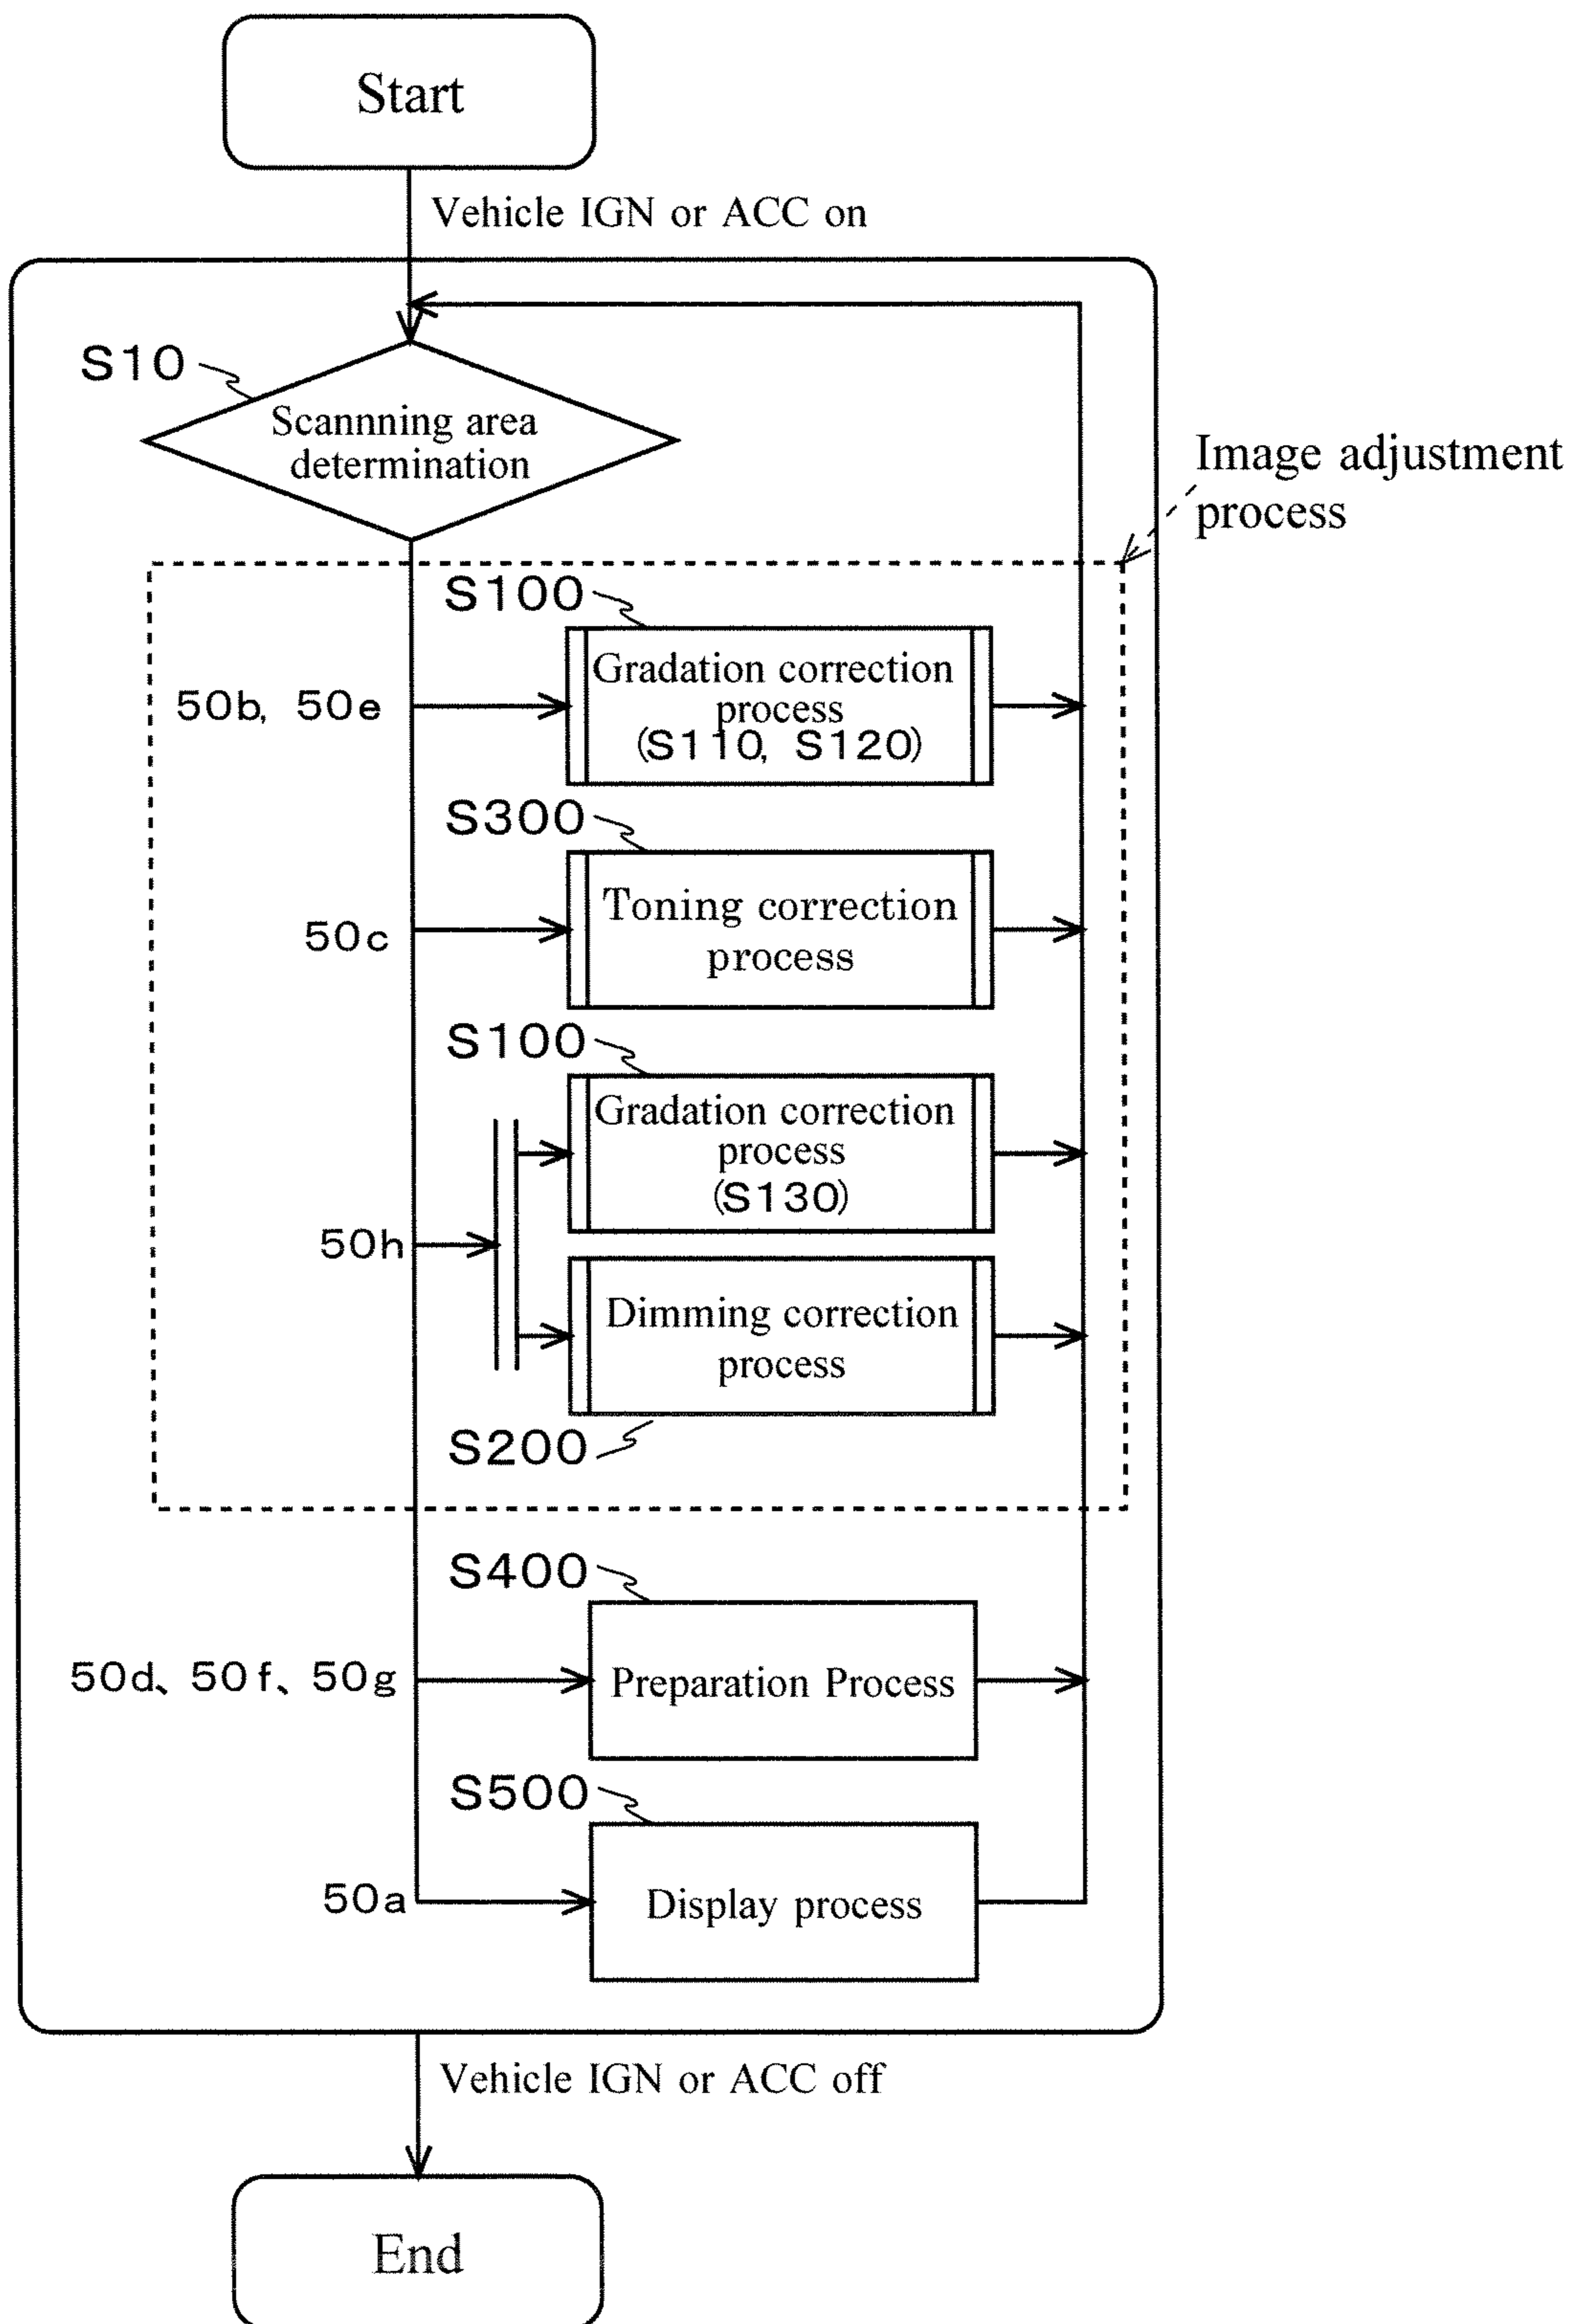 Start
Vehicle IGN or ACC on
S10
Scannning area
determination
Image adjustment
process
S100
50b, 50e
Gradation correction
process
(S110, S120)
S300
50c
Toning correction
process
S100
Gradation correction
process
(S130)
50h
Dimming correction
process
S200
S400
50d、50f、50g
Preparation Process
S500
50a
Display process
Vehicle IGN or ACC off
End